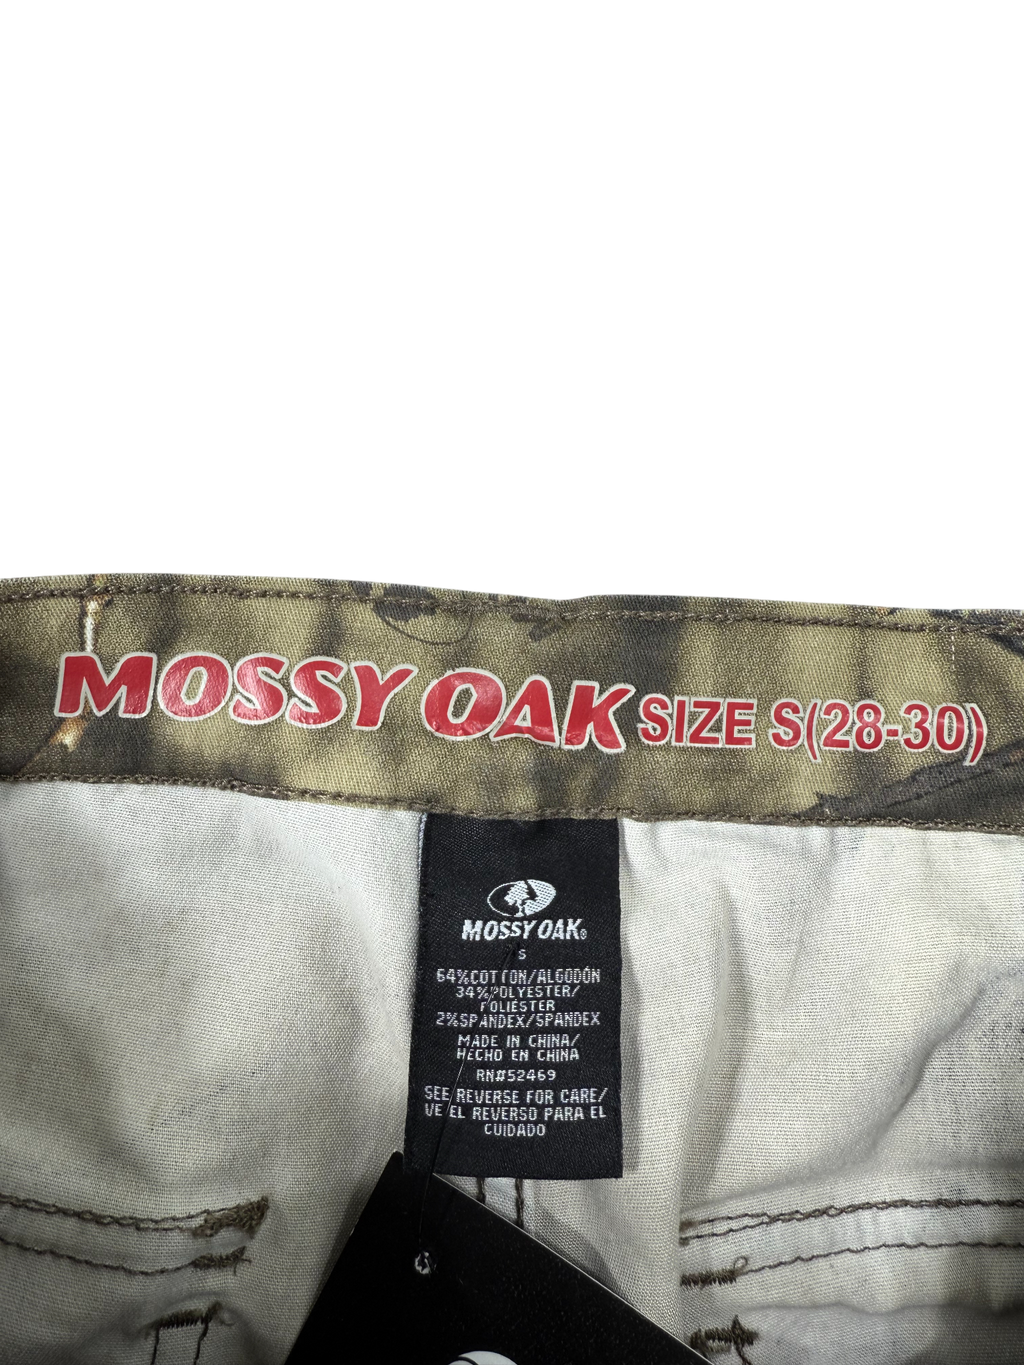 MOSSY OAK SIZE S(28-30)
MOSSY OAK®
S
64%COTTON/ALGODÓN
34%POLYESTER/
POLIÉSTER
2%SPANDEX/SPANDEX
MADE IN CHINA/
HECHO EN CHINA
RN#52469
SEE REVERSE FOR CARE/
VE EL REVERSO PARA EL
CUIDADO